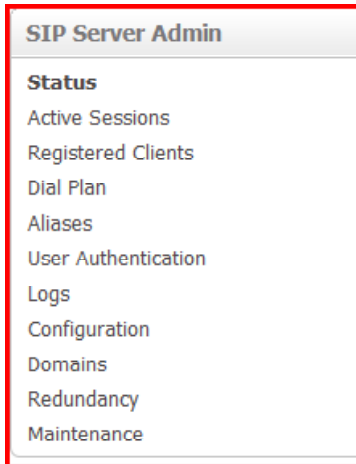 SIP Server Admin
Status
Active Sessions
Registered Clients
Dial Plan
Aliases
User Authentication
Logs
Configuration
Domains
Redundancy
Maintenance